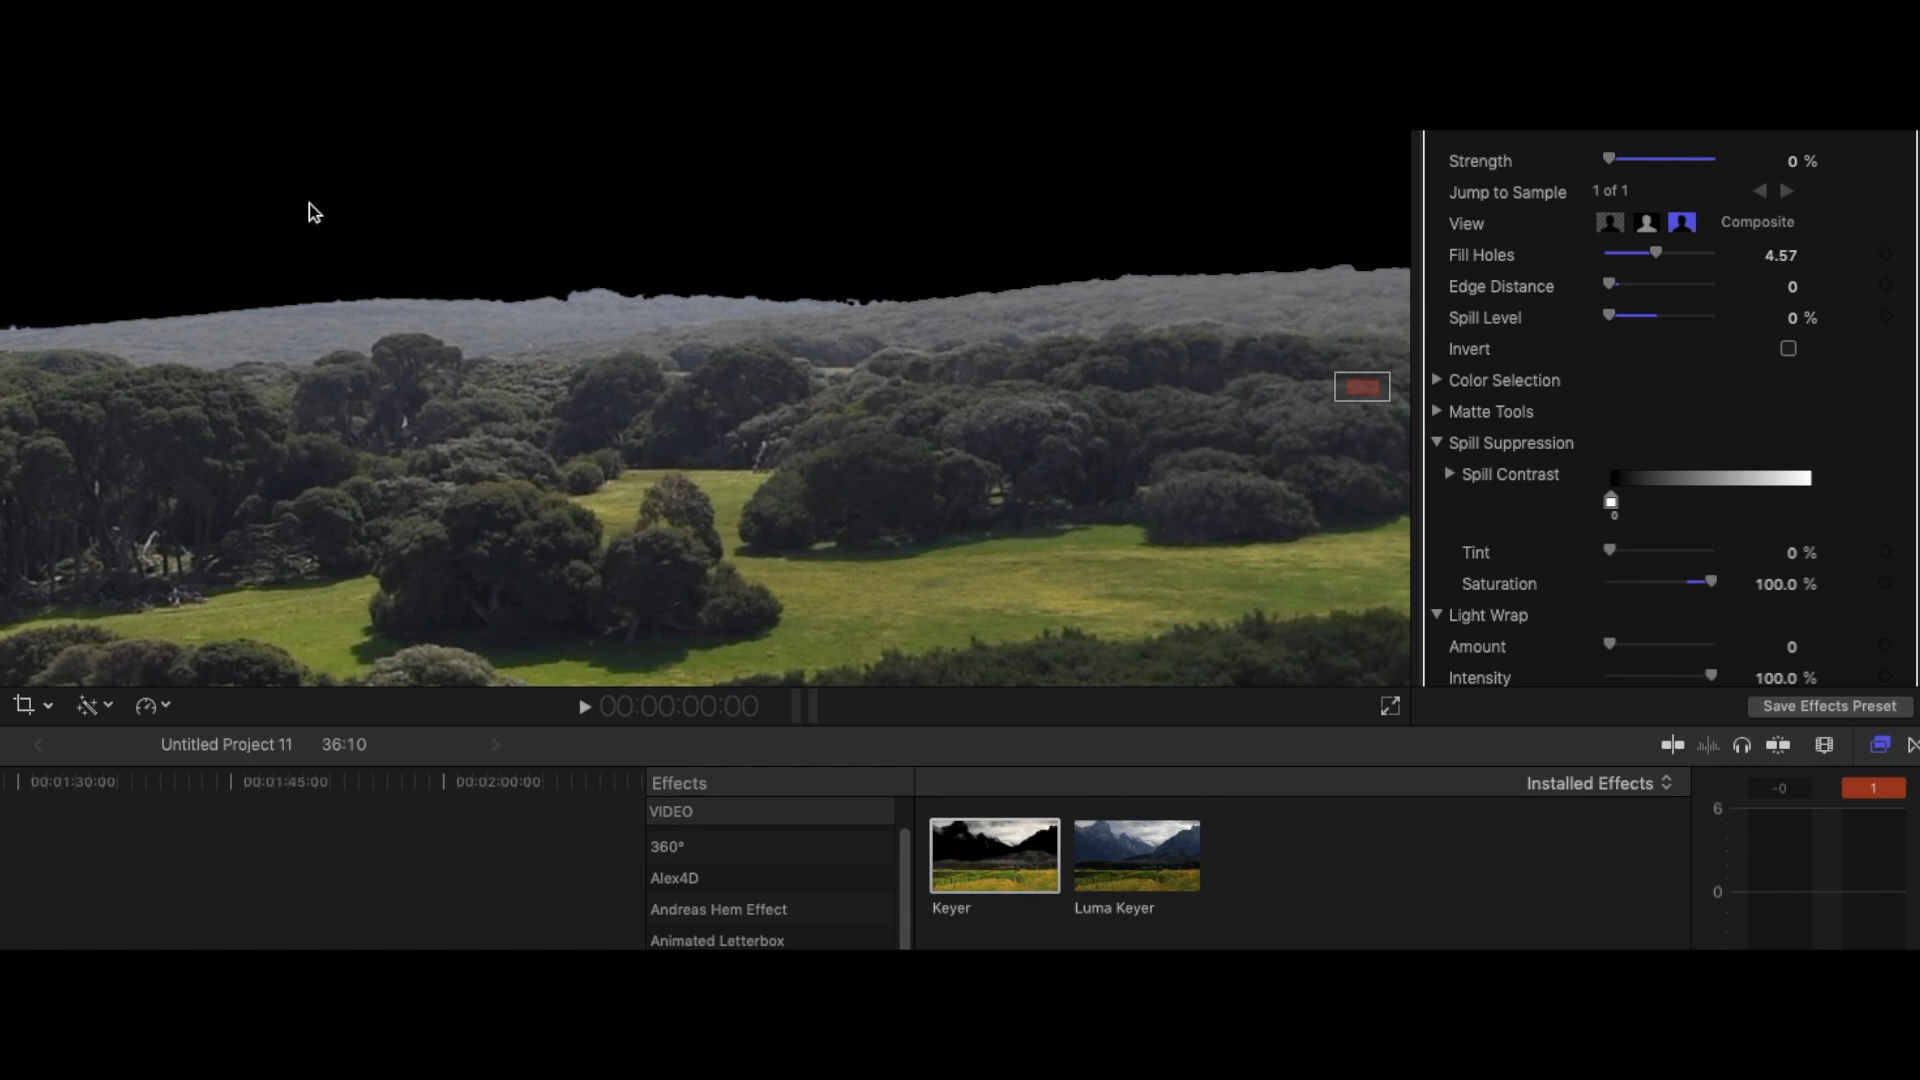 Strength 0 %
Jump to Sample 1 of 1
View Composite
Fill Holes 4.57
Edge Distance 0
Spill Level 0 %
Invert
Color Selection
Matte Tools
Spill Suppression
Spill Contrast
0
Tint 0 %
Saturation 100.0 %
Light Wrap
Amount 0
Intensity 100.0 %
00:00:00:00
Save Effects Preset
Untitled Project 11 36:10
00:01:30:00 00:01:45:00 00:02:00:00
Effects
Installed Effects
VIDEO
360°
Alex4D
Andreas Hem Effect
Animated Letterbox
Keyer
Luma Keyer
-0 1
6
0